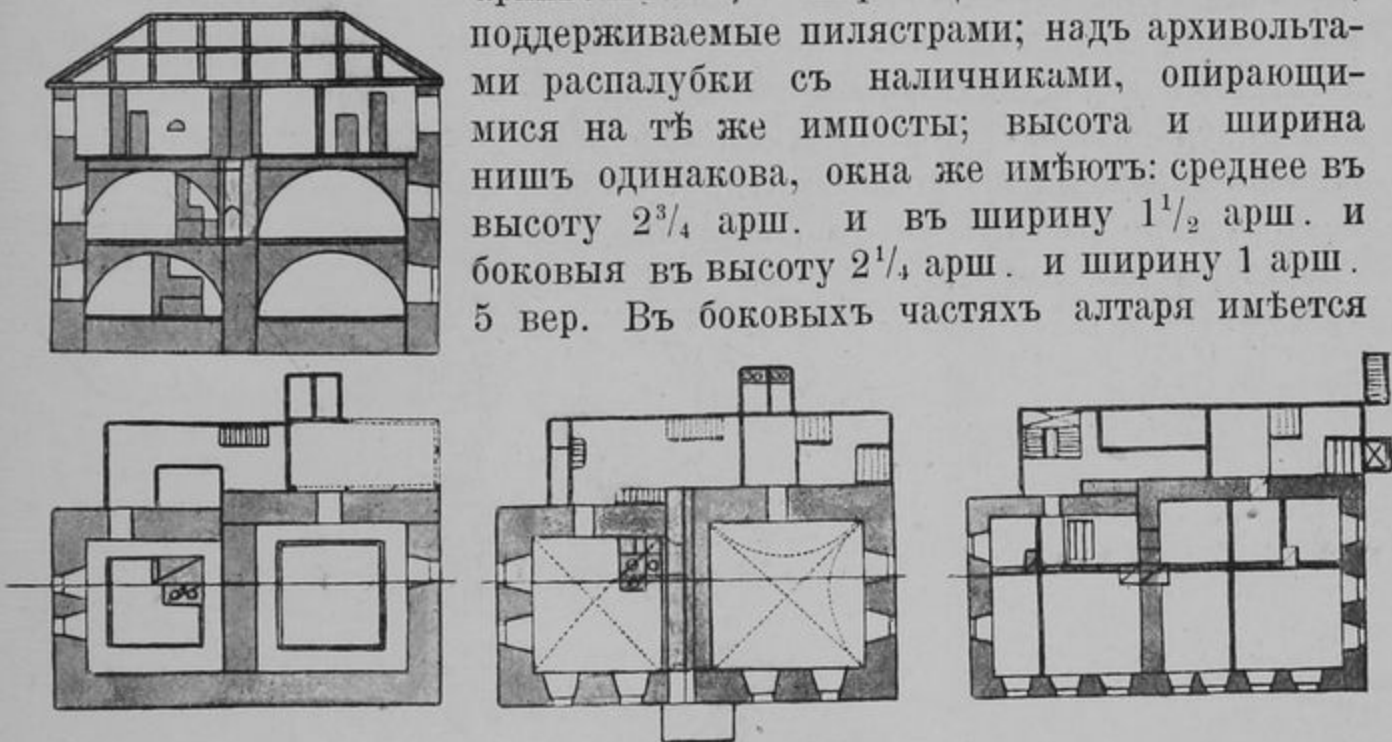 поддерживаемые пилястрами; надъ архивольта-
ми распалубки съ наличниками, опирающи-
мися на тѣ же импосты; высота и ширина
нишъ одинакова, окна же имѣютъ: среднее въ
высоту 2³/₄ арш. и въ ширину 1¹/₂ арш. и
боковыя въ высоту 2¹/₄ арш. и ширину 1 арш.
5 вер. Въ боковыхъ частяхъ алтаря имѣется